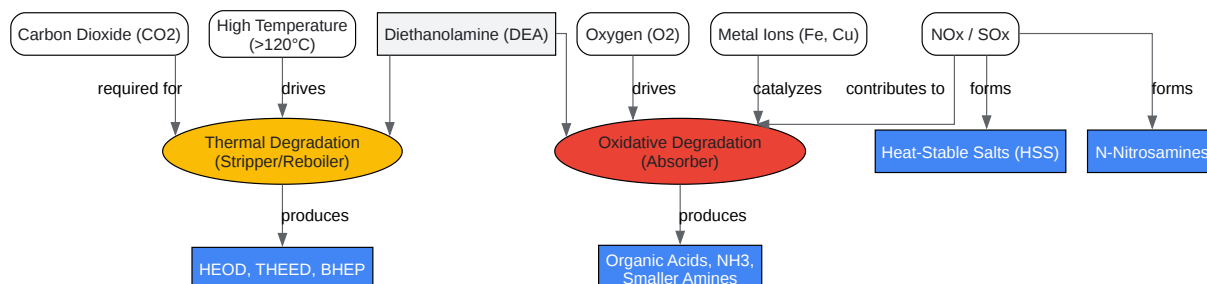 Carbon Dioxide (CO2)
High Temperature
(>120°C)
Diethanolamine (DEA)
Oxygen (O2)
Metal Ions (Fe, Cu)
NOx / SOx
required for
drives
drives
catalyzes
contributes to
forms
forms
Thermal Degradation
(Stripper/Reboiler)
Oxidative Degradation
(Absorber)
Heat-Stable Salts (HSS)
N-Nitrosamines
produces
produces
HEOD, THEED, BHEP
Organic Acids, NH3,
Smaller Amines